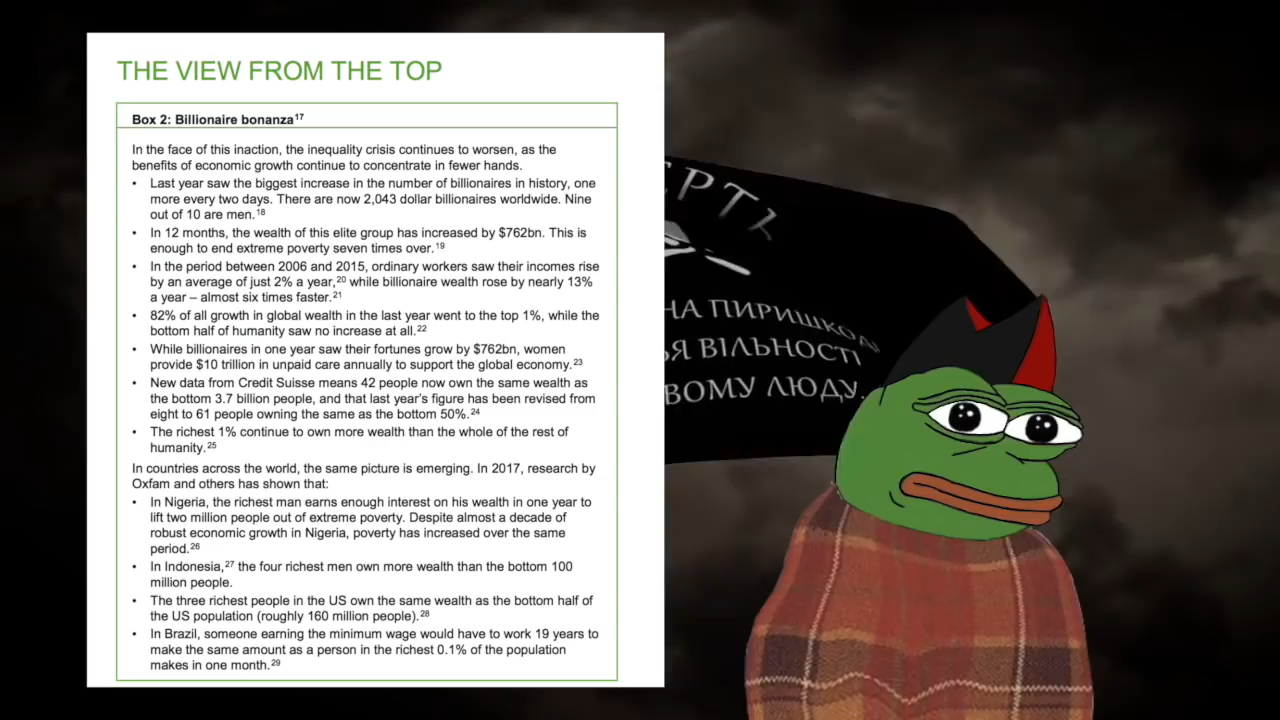 THE VIEW FROM THE TOP
Box 2: Billionaire bonanza¹⁷
In the face of this inaction, the inequality crisis continues to worsen, as the
benefits of economic growth continue to concentrate in fewer hands.
• Last year saw the biggest increase in the number of billionaires in history, one
more every two days. There are now 2,043 dollar billionaires worldwide. Nine
out of 10 are men.¹⁸
• In 12 months, the wealth of this elite group has increased by $762bn. This is
enough to end extreme poverty seven times over.¹⁹
• In the period between 2006 and 2015, ordinary workers saw their incomes rise
by an average of just 2% a year,²⁰ while billionaire wealth rose by nearly 13%
a year – almost six times faster.²¹
• 82% of all growth in global wealth in the last year went to the top 1%, while the
bottom half of humanity saw no increase at all.²²
• While billionaires in one year saw their fortunes grow by $762bn, women
provide $10 trillion in unpaid care annually to support the global economy.²³
• New data from Credit Suisse means 42 people now own the same wealth as
the bottom 3.7 billion people, and that last year's figure has been revised from
eight to 61 people owning the same as the bottom 50%.²⁴
• The richest 1% continue to own more wealth than the whole of the rest of
humanity.²⁵
In countries across the world, the same picture is emerging. In 2017, research by
Oxfam and others has shown that:
• In Nigeria, the richest man earns enough interest on his wealth in one year to
lift two million people out of extreme poverty. Despite almost a decade of
robust economic growth in Nigeria, poverty has increased over the same
period.²⁶
• In Indonesia,²⁷ the four richest men own more wealth than the bottom 100
million people.
• The three richest people in the US own the same wealth as the bottom half of
the US population (roughly 160 million people).²⁸
• In Brazil, someone earning the minimum wage would have to work 19 years to
make the same amount as a person in the richest 0.1% of the population
makes in one month.²⁹
ЕРТЬ
НА ПИРИШКОД
Я ВІЛЬНОСТІ
ВОМУ ЛЮДУ.